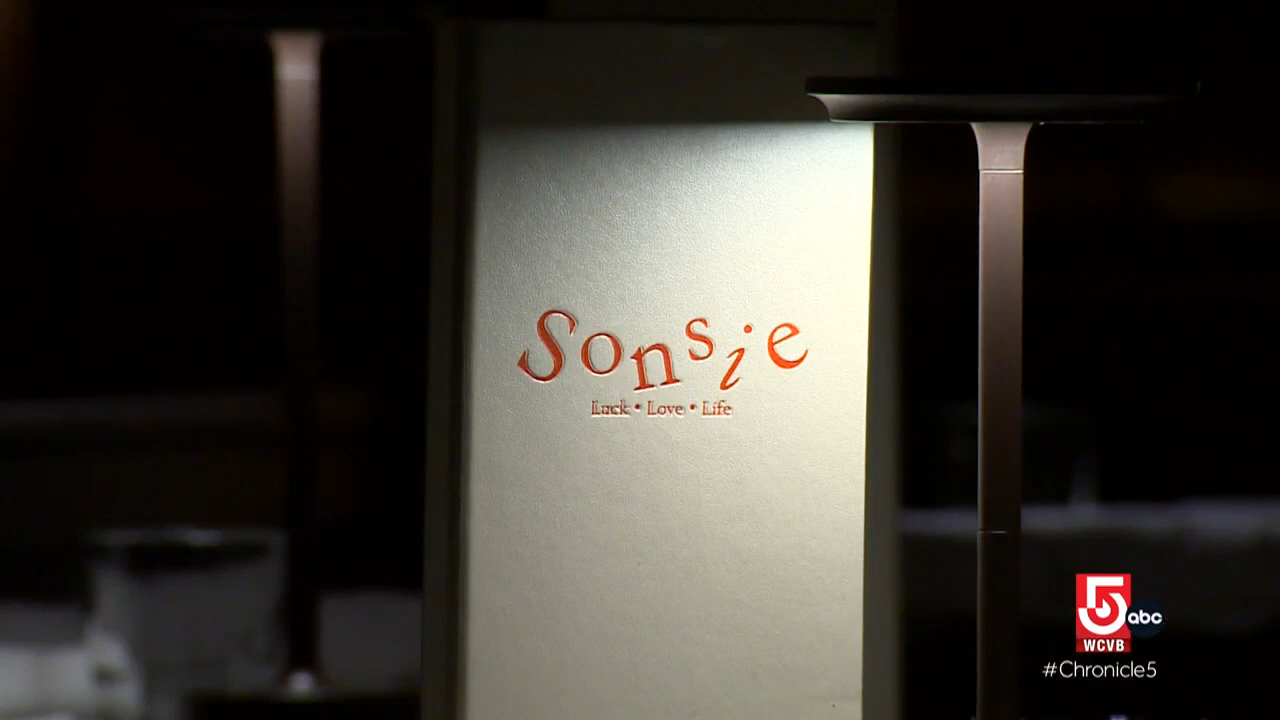 Sonsie
Luck • Love • Life
5 abc
WCVB
#Chronicle5